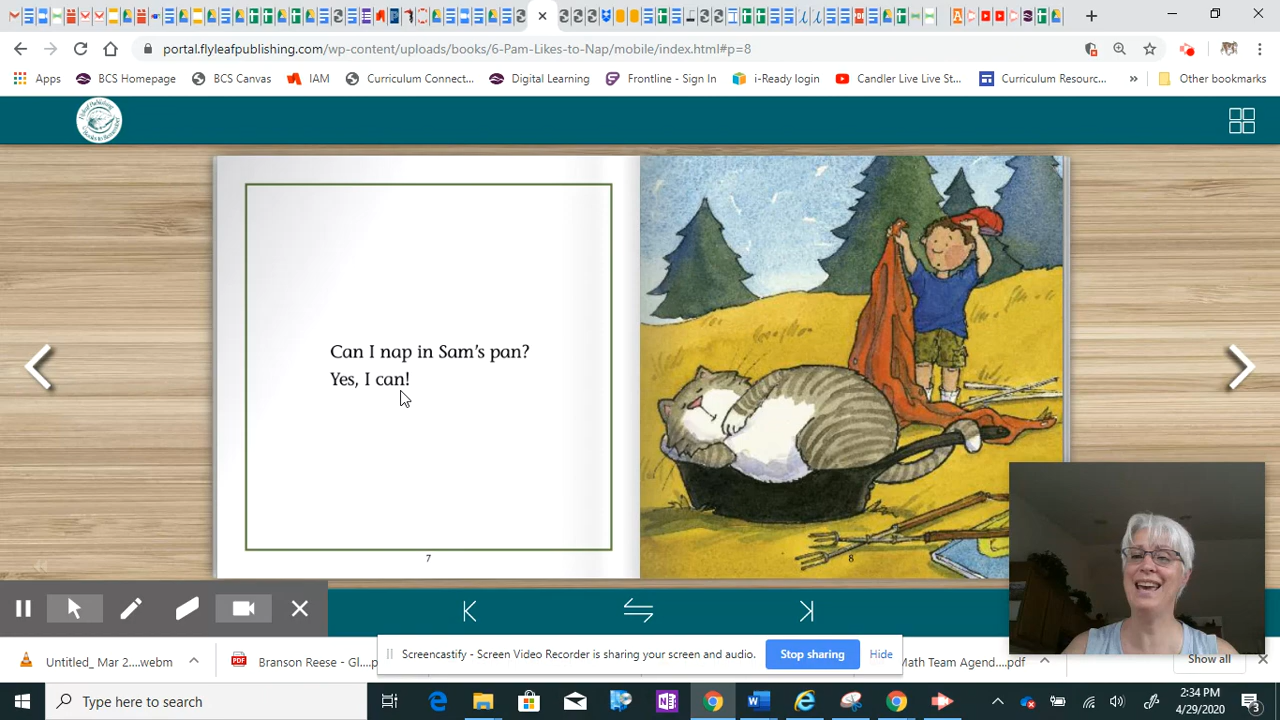 portal.flyleafpublishing.com/wp-content/uploads/books/6-Pam-Likes-to-Nap/mobile/index.html#p=8
Apps
BCS Homepage
BCS Canvas
IAM
Curriculum Connect...
Digital Learning
Frontline - Sign In
i-Ready login
Candler Live Live St...
Curriculum Resourc...
»
Other bookmarks
Can I nap in Sam's pan?
Yes, I can!
7
8
Screencastify - Screen Video Recorder is sharing your screen and audio.
Stop sharing
Hide
Untitled_ Mar 2....webm
Branson Reese - Gl....p
Math Team Agend....pdf
Show all
Type here to search
2:34 PM
4/29/2020
3